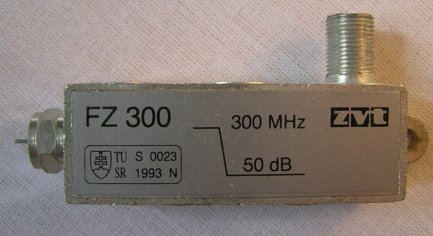 FZ 300
300 MHz
zvt
50 dB
TU S 0023
SR 1993 N